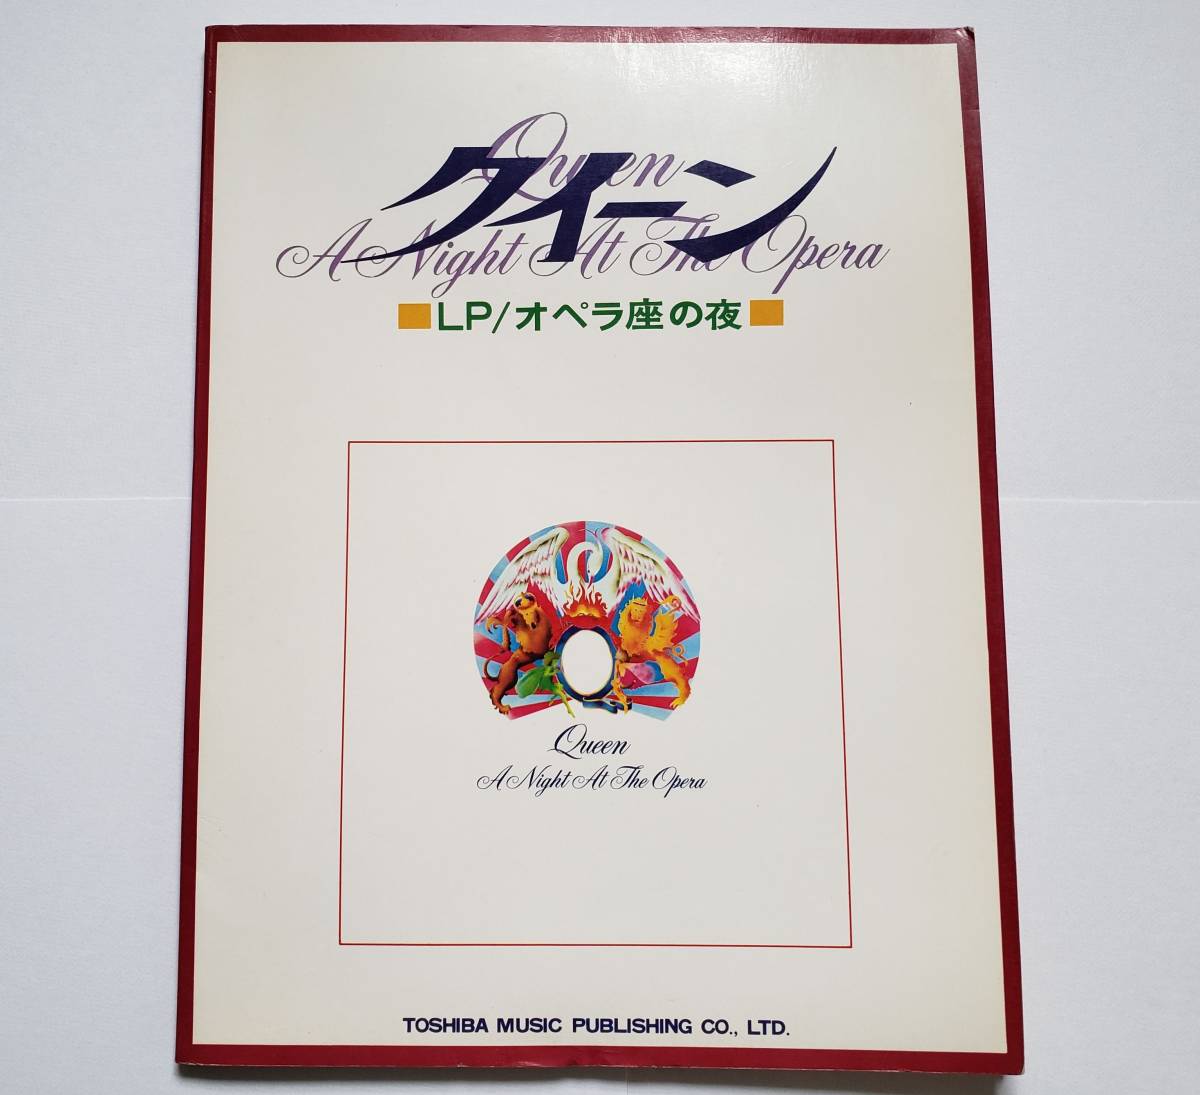 Queen
クイーン
A Night At The Opera
LP/オペラ座の夜
Queen
A Night At The Opera
TOSHIBA MUSIC PUBLISHING CO., LTD.